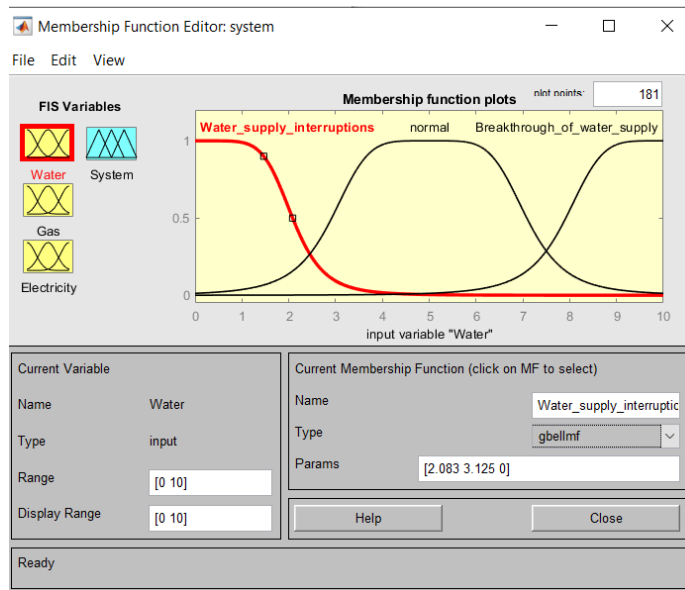 Membership Function Editor: system
File Edit View
FIS Variables
Water
System
Gas
Electricity
Membership function plots
plot points:
181
Water_supply_interruptions
normal
Breakthrough_of_water_supply
1
0.5
0
0 1 2 3 4 5 6 7 8 9 10
input variable "Water"
Current Variable
Name Water
Type input
Range [0 10]
Display Range [0 10]
Current Membership Function (click on MF to select)
Name Water_supply_interruptic
Type gbellmf
Params [2.083 3.125 0]
Help
Close
Ready